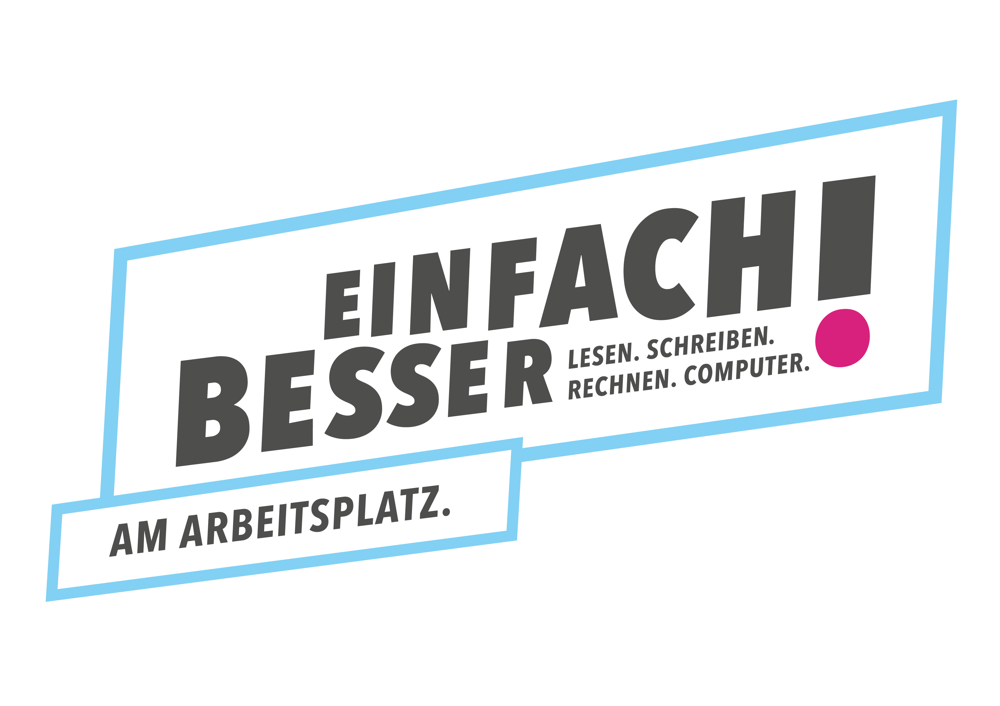 EINFACH!
BESSER
LESEN. SCHREIBEN.
RECHNEN. COMPUTER.
AM ARBEITSPLATZ.